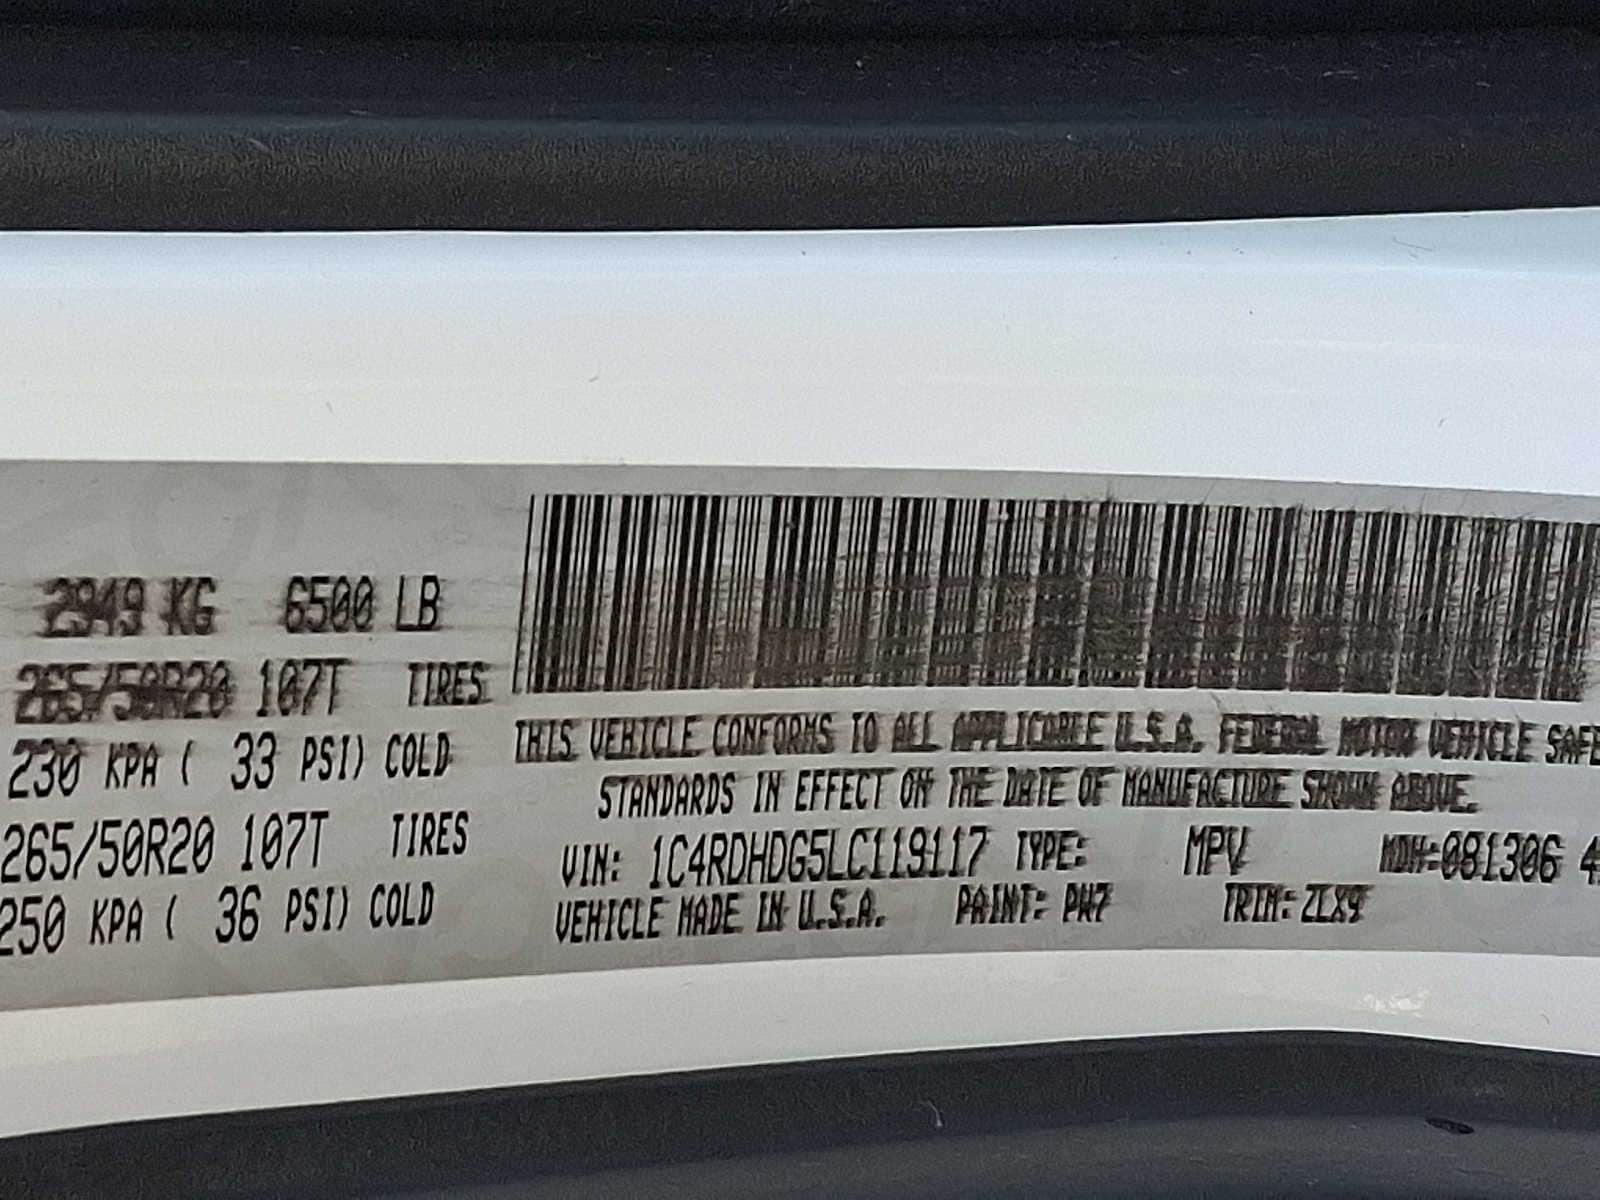 2949 KG 6500 LB
265/50R20 107T TIRES
230 KPA ( 33 PSI) COLD
265/50R20 107T TIRES
250 KPA ( 36 PSI) COLD
THIS VEHICLE CONFORMS TO ALL APPLICABLE U.S.A. FEDERAL MOTOR VEHICLE SAFE
STANDARDS IN EFFECT ON THE DATE OF MANUFACTURE SHOWN ABOVE.
VIN: 1C4RDHDG5LC119117 TYPE: MPV MDH:081306 4
VEHICLE MADE IN U.S.A. PAINT: PW7 TRIM: ZLX9